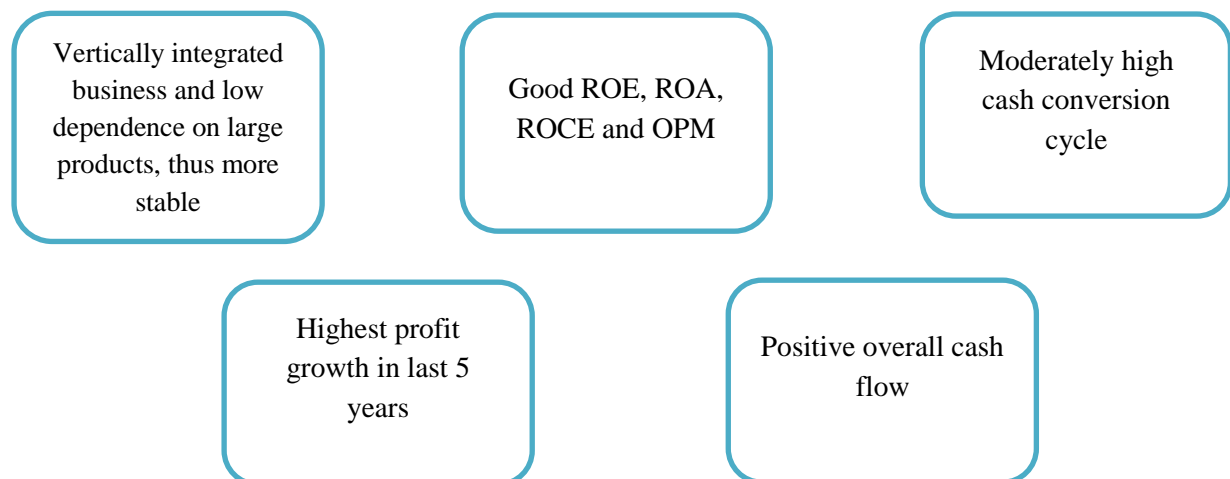 Vertically integrated
business and low
dependence on large
products, thus more
stable
Good ROE, ROA,
ROCE and OPM
Moderately high
cash conversion
cycle
Highest profit
growth in last 5
years
Positive overall cash
flow